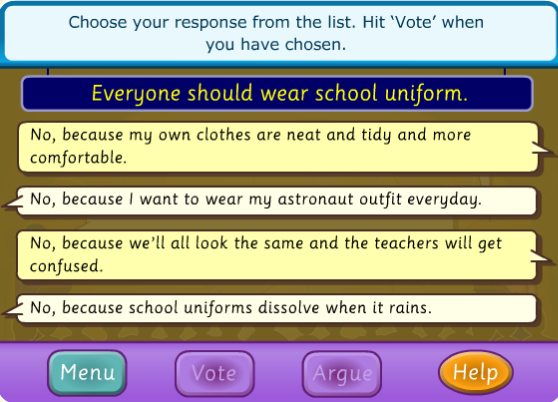 Choose your response from the list. Hit ‘Vote’ when
you have chosen.
Everyone should wear school uniform.
No, because my own clothes are neat and tidy and more
comfortable.
No, because I want to wear my astronaut outfit everyday.
No, because we'll all look the same and the teachers will get
confused.
No, because school uniforms dissolve when it rains.
Menu
Vote
Argue
Help